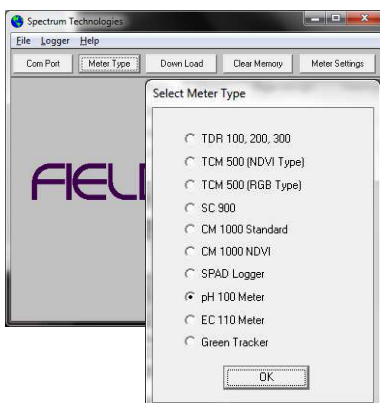 Spectrum Technologies
File Logger Help
Com Port Meter Type Down Load Clear Memory Meter Settings
Select Meter Type
FIEL
TDR 100, 200, 300
TCM 500 (NDVI Type)
TCM 500 (RGB Type)
SC 900
CM 1000 Standard
CM 1000 NDVI
SPAD Logger
pH 100 Meter
EC 110 Meter
Green Tracker
OK